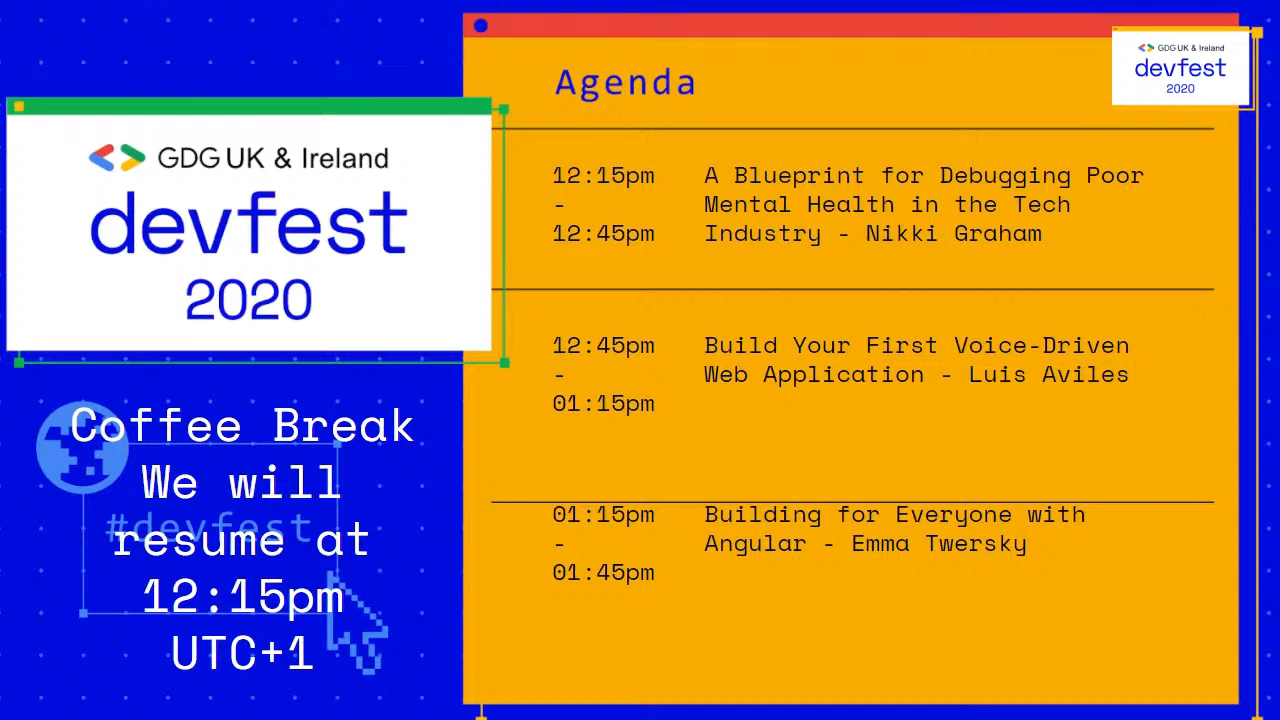 GDG UK & Ireland
devfest
2020
Coffee Break
We will
#devfest
resume at
12:15pm
UTC+1
Agenda
GDG UK & Ireland
devfest
2020
12:15pm
-
12:45pm
A Blueprint for Debugging Poor
Mental Health in the Tech
Industry - Nikki Graham
12:45pm
-
01:15pm
Build Your First Voice-Driven
Web Application - Luis Aviles
01:15pm
-
01:45pm
Building for Everyone with
Angular - Emma Twersky